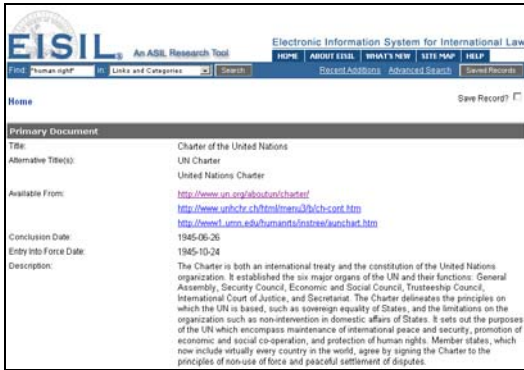 EISIL An ASIL Research Tool
Electronic Information System for International Law
HOME ABOUT EISIL WHAT'S NEW SITE MAP HELP
Find: "human right" in: Links and Categories Search Recent Additions Advanced Search Saved Records
Home Save Record?
Primary Document
Title: Charter of the United Nations
Alternative Title(s): UN Charter
United Nations Charter
Available From: http://www.un.org/aboutun/charter/
http://www.unhchr.ch/html/menu3/b/ch-cont.htm
http://www1.umn.edu/humanrts/instree/aunchart.htm
Conclusion Date: 1945-06-26
Entry Into Force Date: 1945-10-24
Description: The Charter is both an international treaty and the constitution of the United Nations
organization. It established the six major organs of the UN and their functions: General
Assembly, Security Council, Economic and Social Council, Trusteeship Council,
International Court of Justice, and Secretariat. The Charter delineates the principles on
which the UN is based, such as sovereign equality of States, and the limitations on the
organization such as non-intervention in domestic affairs of States. It sets out the purposes
of the UN which encompass maintenance of international peace and security, promotion of
economic and social co-operation, and protection of human rights. Member states, which
now include virtually every country in the world, agree by signing the Charter to the
principles of non-use of force and peaceful settlement of disputes.